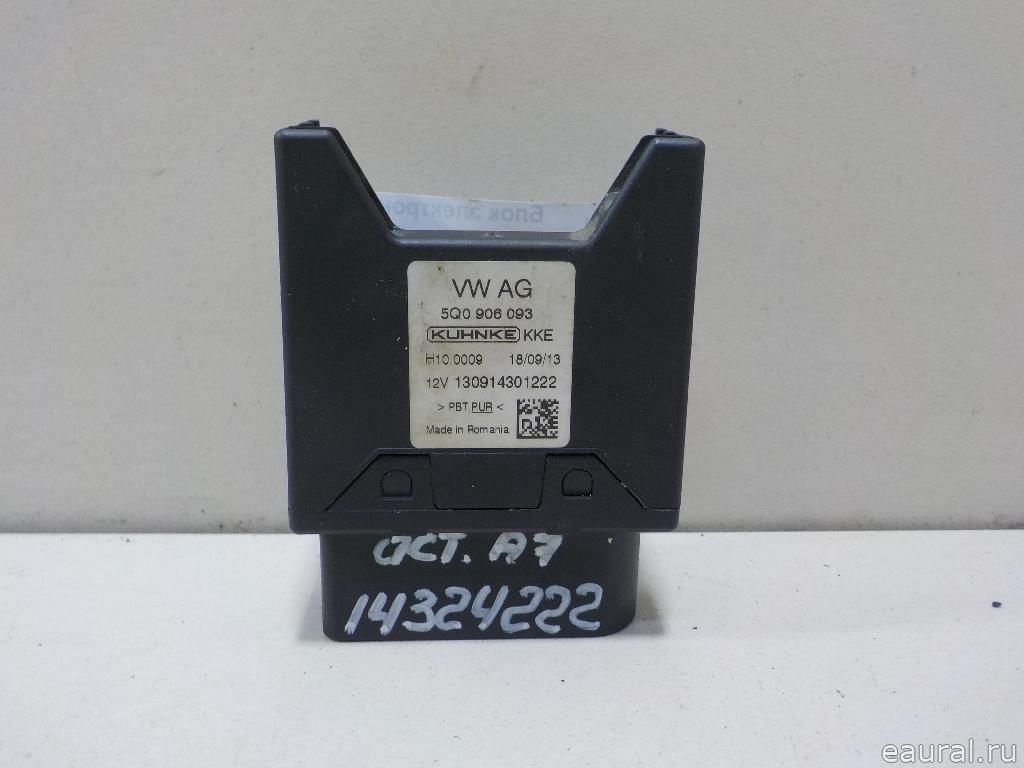 Блок электро
VW AG
5Q0 906 093
KUHNKE KKE
H10.0009 18/09/13
12V 130914301222
> PBT,PUR <
Made in Romania
ОСТ. А7
14324222
eaural.ru